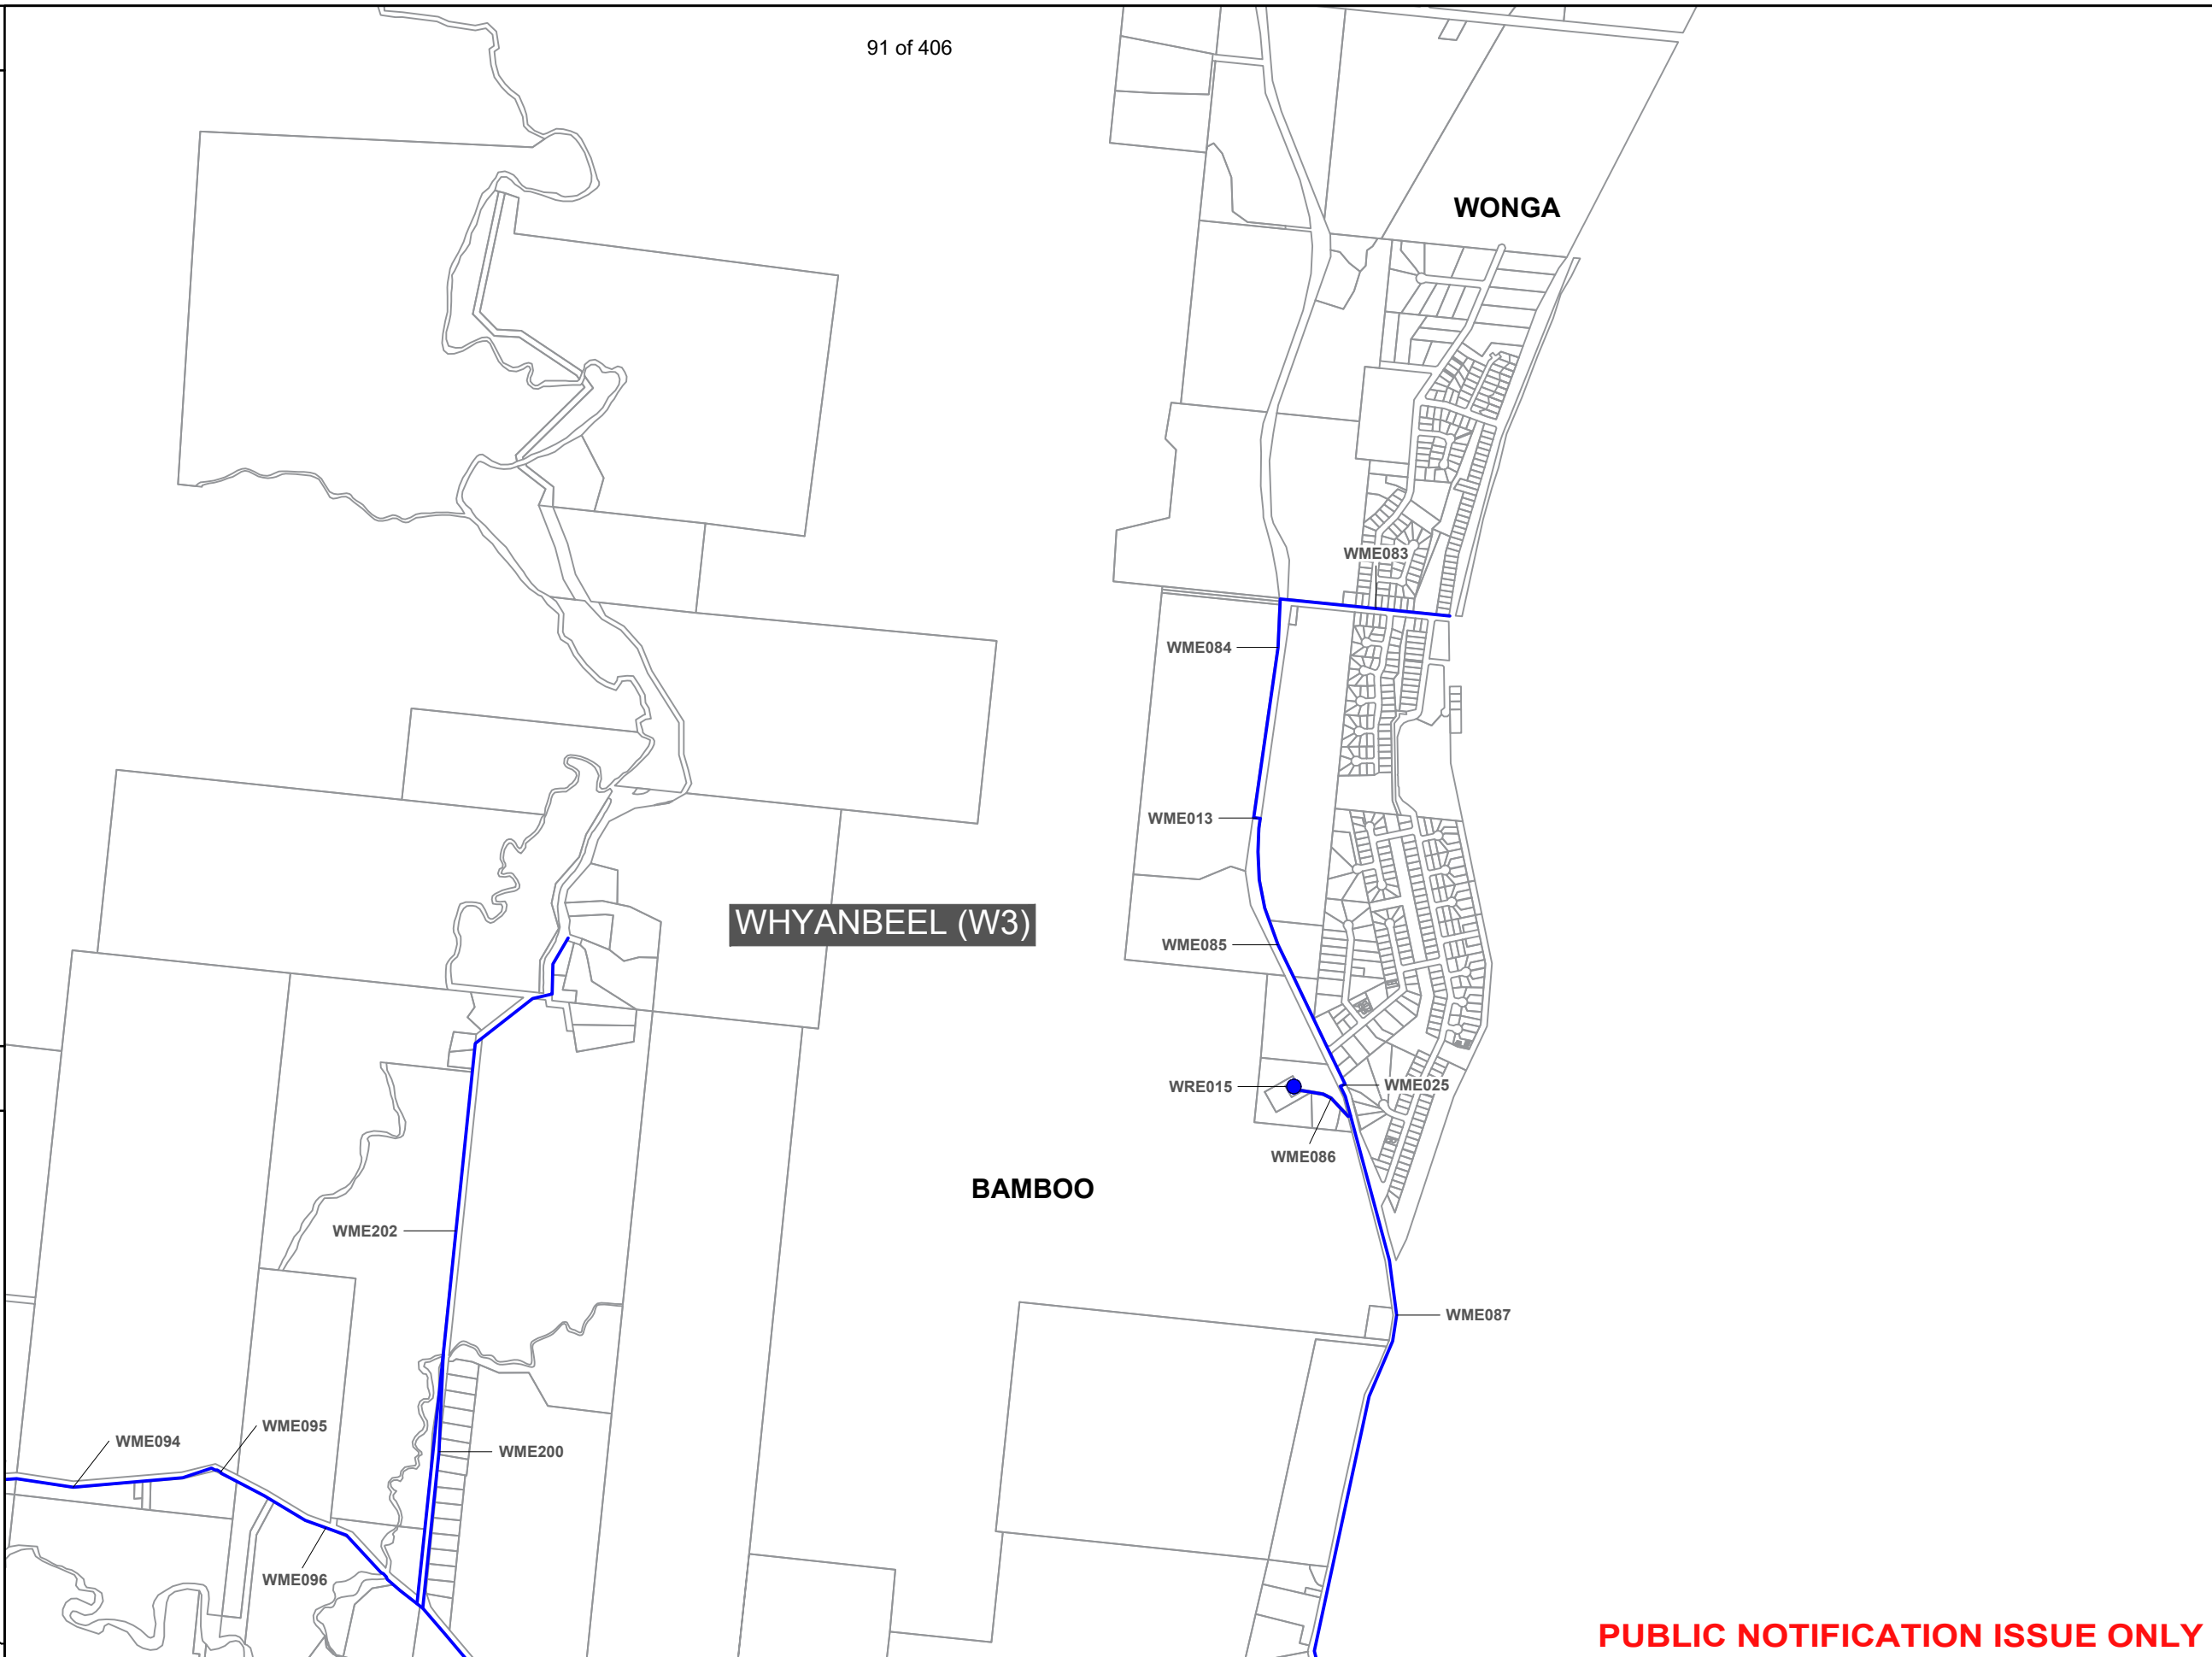 91 of 406
WONGA
WME083
WME084
WME013
WHYANBEEL (W3)
WME085
WRE015
WME025
WME086
BAMBOO
WME202
WME087
WME095
WME094
WME200
WME096
PUBLIC NOTIFICATION ISSUE ONLY